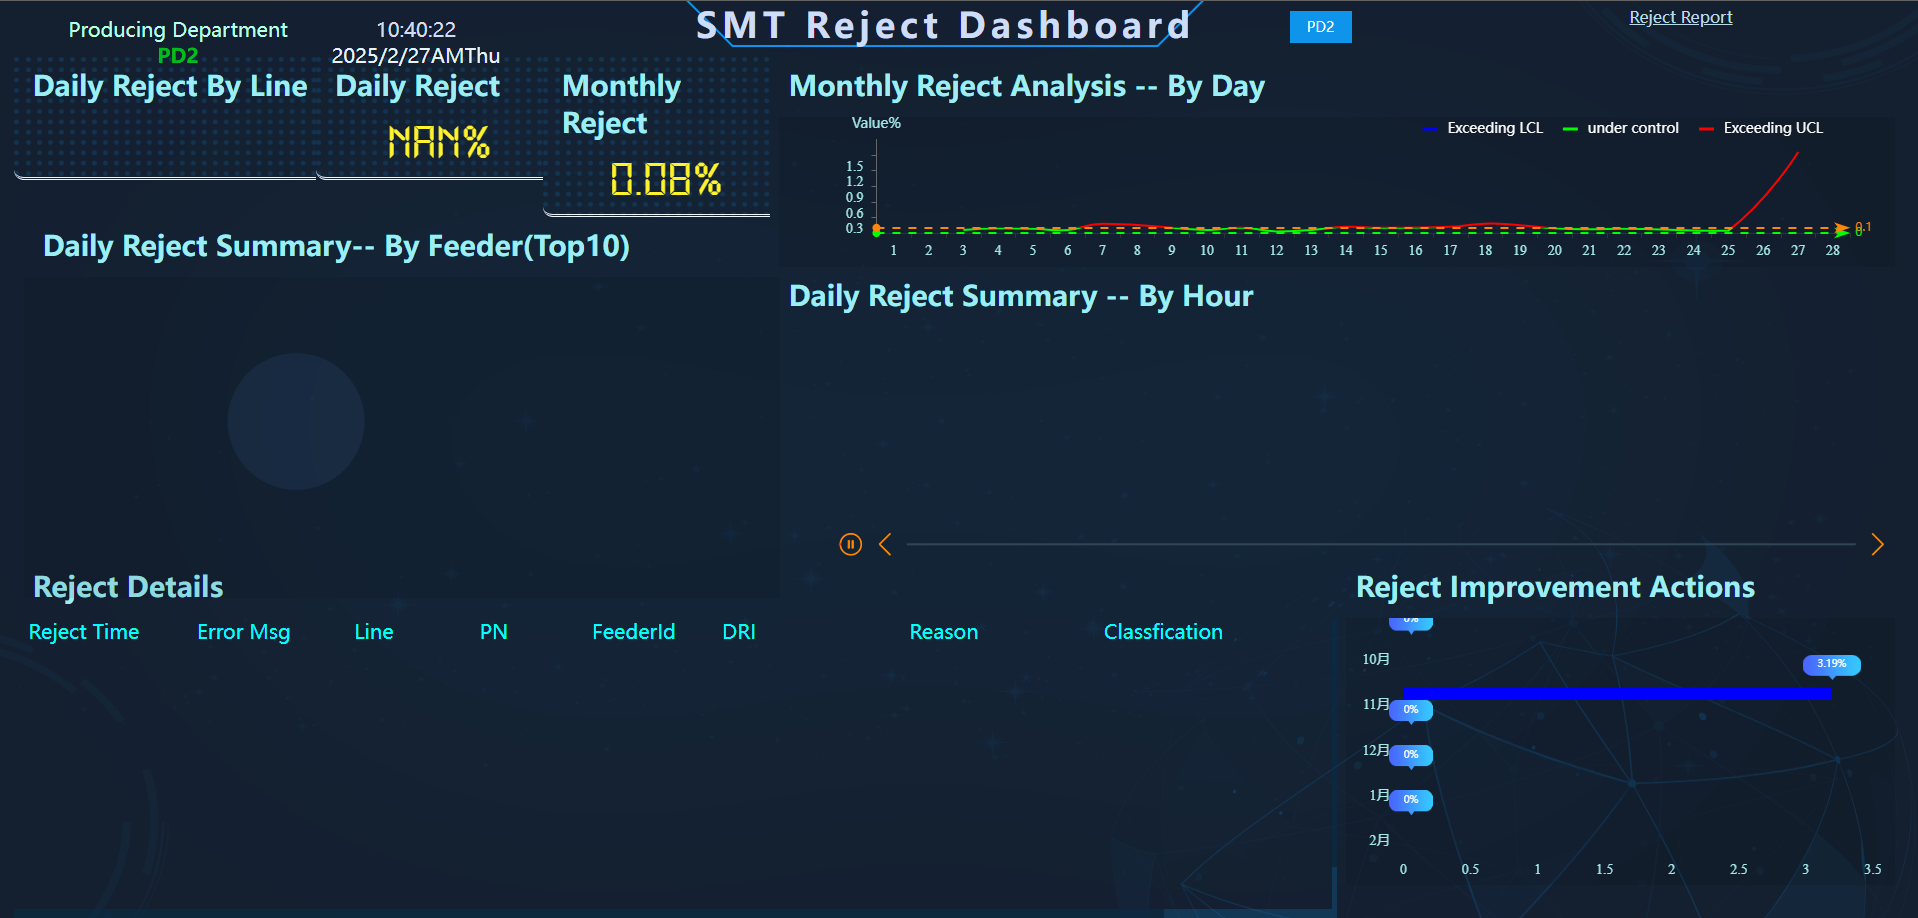 SMT Reject Dashboard
Producing Department
PD2
10:40:22
2025/2/27AMThu
PD2
Reject Report
Daily Reject By Line
Daily Reject
NAN%
Monthly
Reject
0.08%
Monthly Reject Analysis -- By Day
Value%
Exceeding LCL
under control
Exceeding UCL
1.5
1.2
0.9
0.6
0.3
0.1
0
1 2 3 4 5 6 7 8 9 10 11 12 13 14 15 16 17 18 19 20 21 22 23 24 25 26 27 28
Daily Reject Summary-- By Feeder(Top10)
Daily Reject Summary -- By Hour
Reject Details
Reject Time Error Msg Line PN FeederId DRI Reason Classfication
Reject Improvement Actions
0%
10月
3.19%
11月
0%
12月
0%
1月
0%
2月
0 0.5 1 1.5 2 2.5 3 3.5